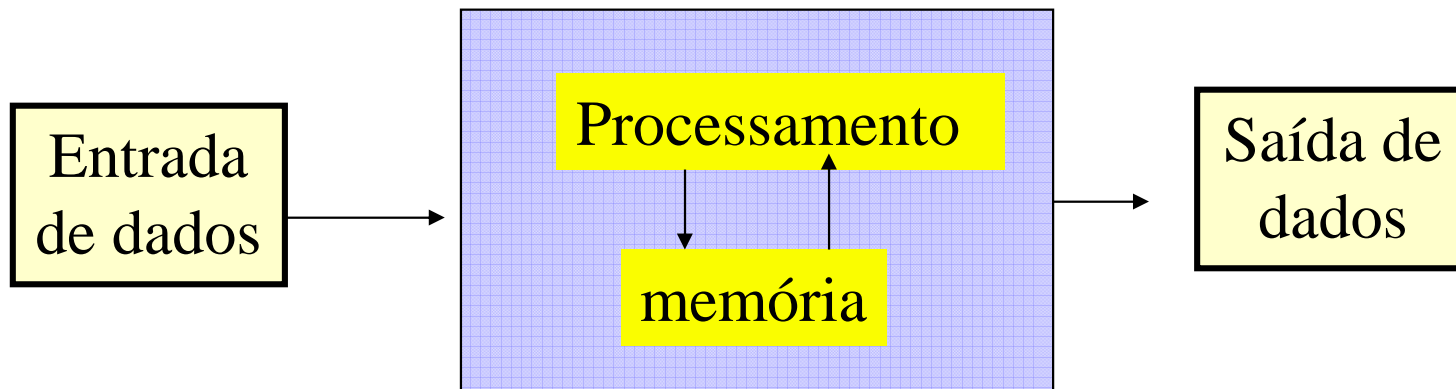 Entrada
de dados
Processamento
memória
Saída de
dados